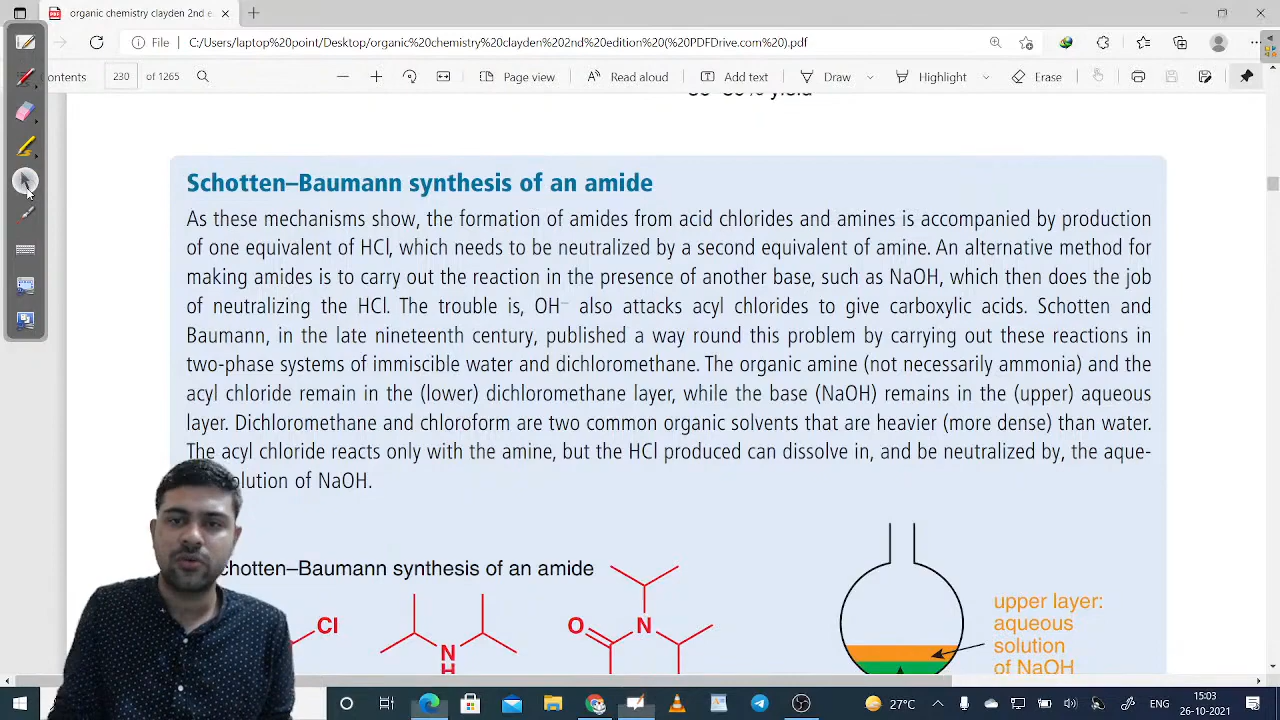 organic chemistry clayden 2nd e
File
C:/Users/laptop%20point/Desktop/organic%20chemistry%20clayden%202nd%20edition%20(%20PDFDrive.com%20).pdf
ontents
230
of 1265
Page view
Read aloud
Add text
Draw
Highlight
Erase
Schotten–Baumann synthesis of an amide
As these mechanisms show, the formation of amides from acid chlorides and amines is accompanied by production
of one equivalent of HCl, which needs to be neutralized by a second equivalent of amine. An alternative method for
making amides is to carry out the reaction in the presence of another base, such as NaOH, which then does the job
of neutralizing the HCl. The trouble is, OH⁻ also attacks acyl chlorides to give carboxylic acids. Schotten and
Baumann, in the late nineteenth century, published a way round this problem by carrying out these reactions in
two-phase systems of immiscible water and dichloromethane. The organic amine (not necessarily ammonia) and the
acyl chloride remain in the (lower) dichloromethane layer, while the base (NaOH) remains in the (upper) aqueous
layer. Dichloromethane and chloroform are two common organic solvents that are heavier (more dense) than water.
The acyl chloride reacts only with the amine, but the HCl produced can dissolve in, and be neutralized by, the aque-
olution of NaOH.
chotten–Baumann synthesis of an amide
Cl
N
H
O
N
upper layer:
aqueous
solution
of NaOH
27°C
ENG
15:03
26-10-2021